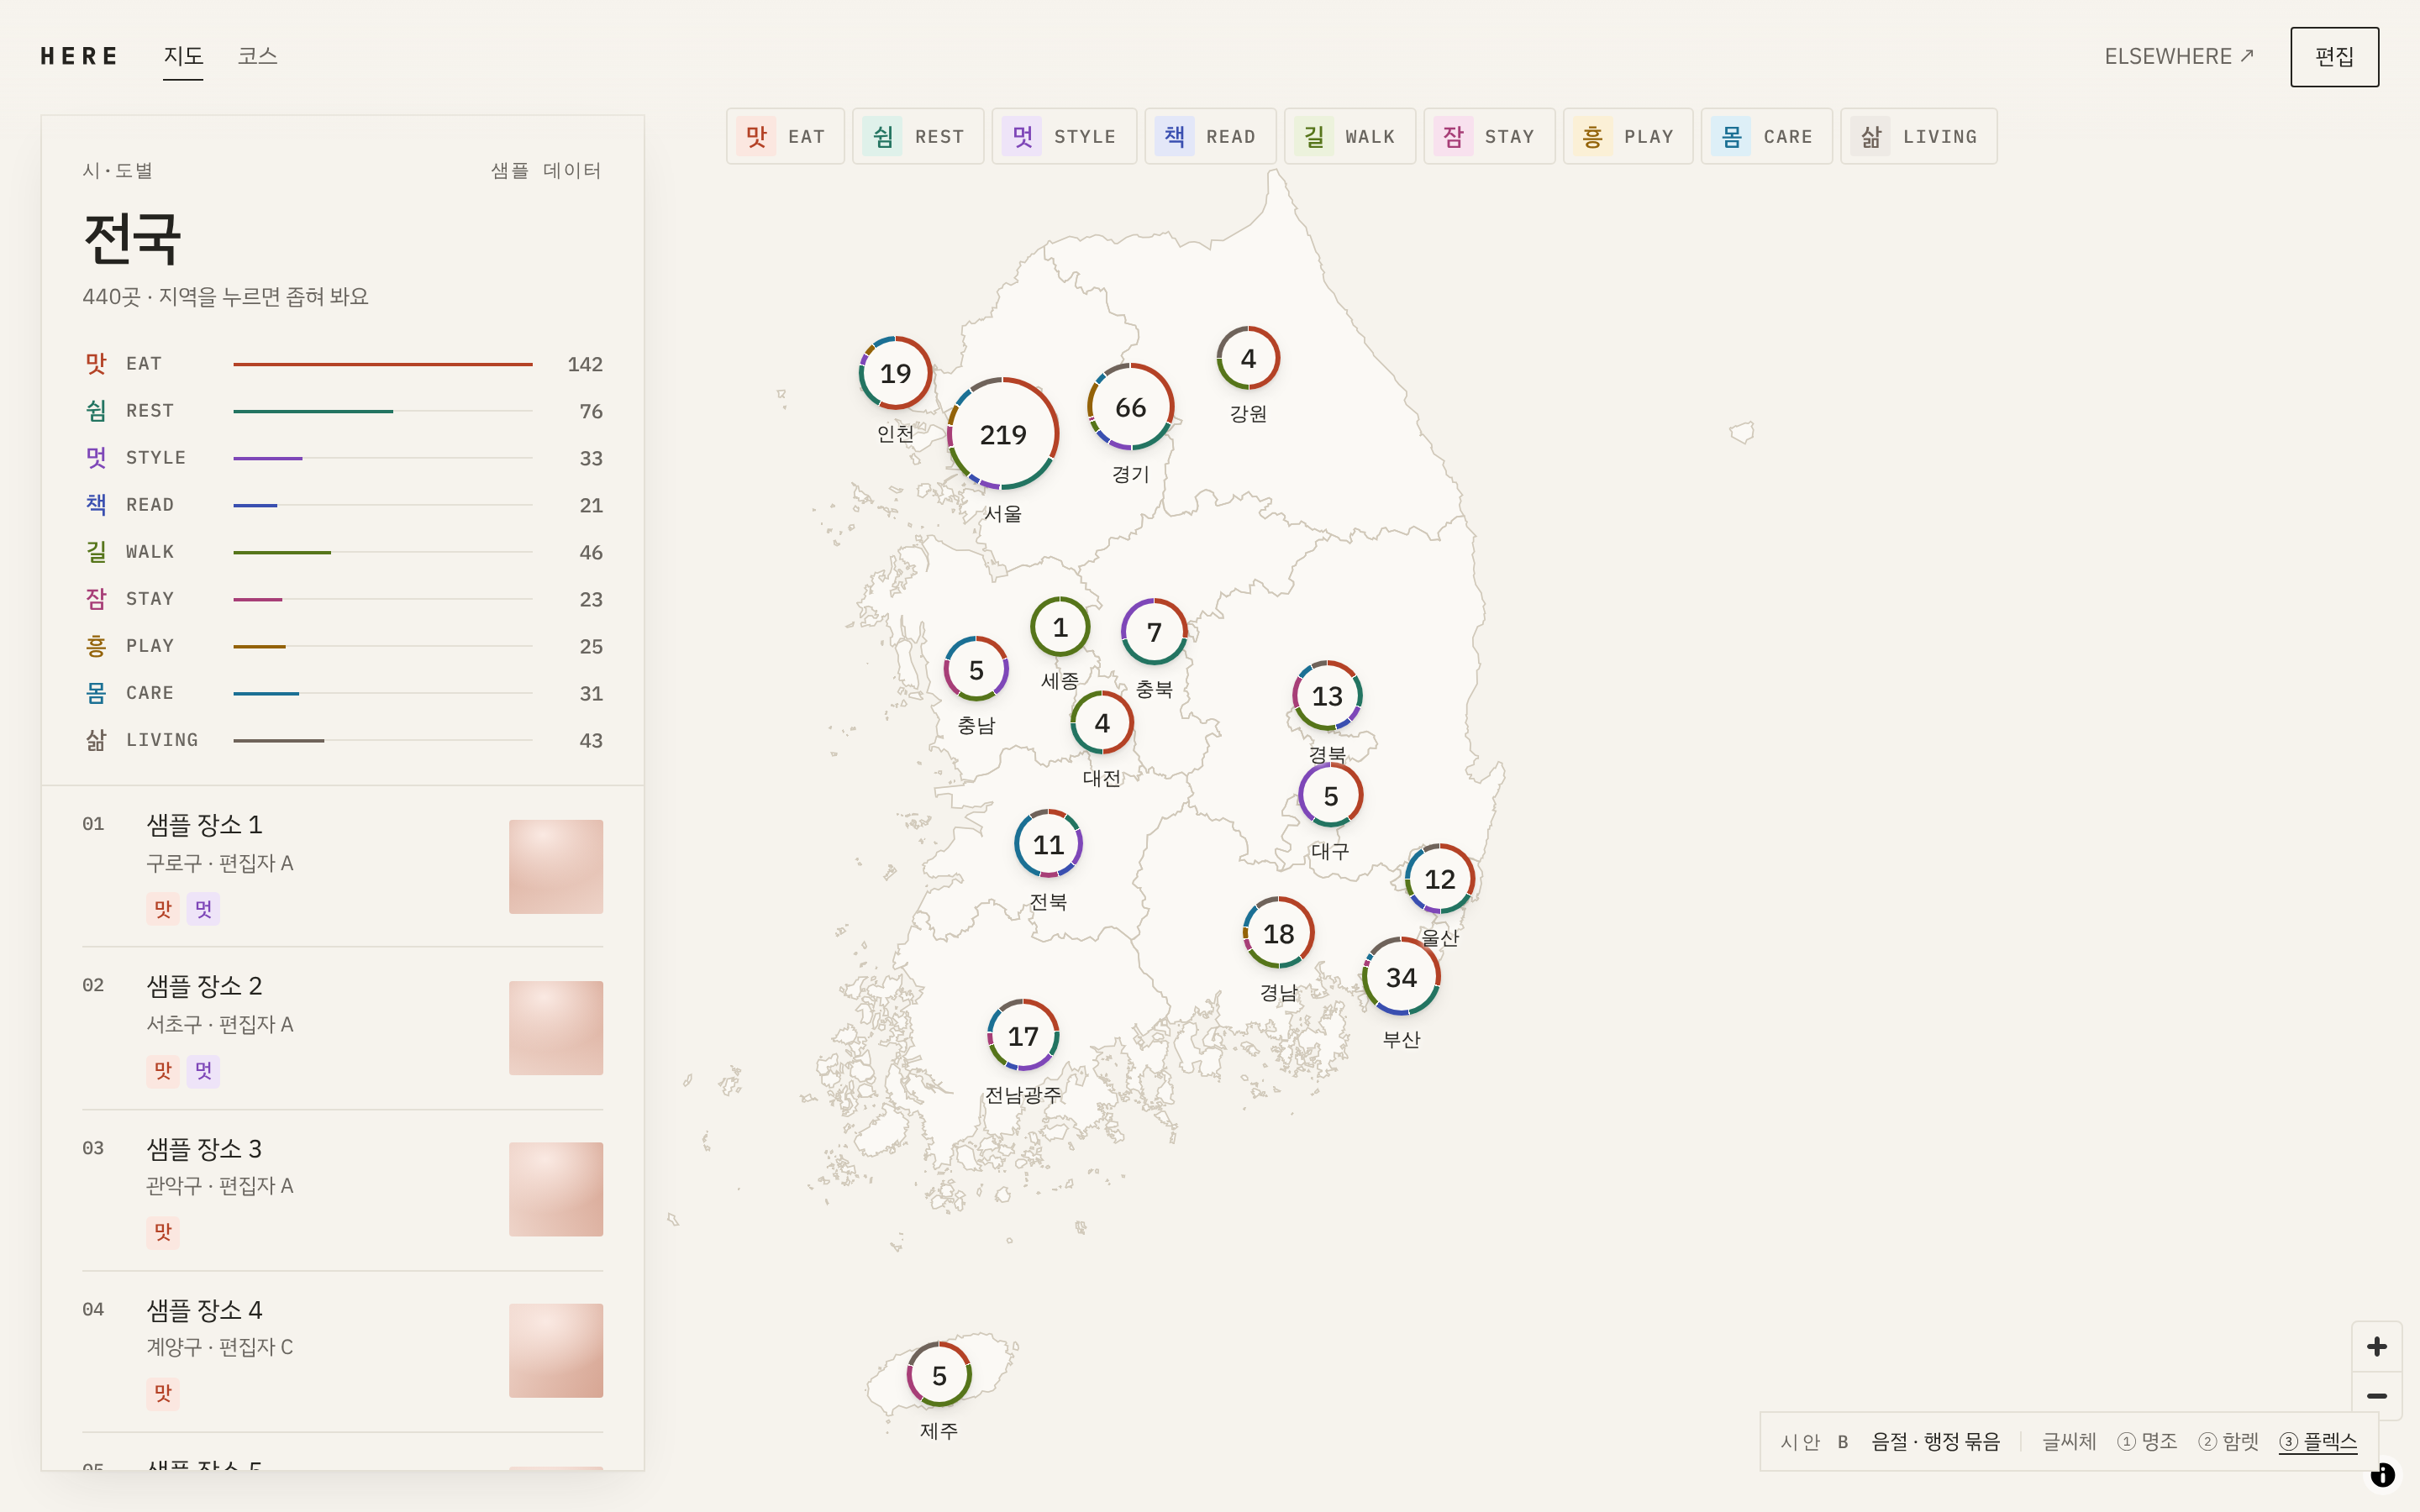 HERE 지도 코스 ELSEWHERE ↗ 편집
맛 EAT 쉼 REST 멋 STYLE 책 READ 길 WALK 잠 STAY 흥 PLAY 몸 CARE 삶 LIVING
시·도별 샘플 데이터
전국
440곳 · 지역을 누르면 좁혀 봐요
맛 EAT 142
쉼 REST 76
멋 STYLE 33
책 READ 21
길 WALK 46
잠 STAY 23
흥 PLAY 25
몸 CARE 31
삶 LIVING 43
01 샘플 장소 1
구로구 · 편집자 A
맛 멋
02 샘플 장소 2
서초구 · 편집자 A
맛 멋
03 샘플 장소 3
관악구 · 편집자 A
맛
04 샘플 장소 4
계양구 · 편집자 C
맛
05 샘플 장소 5
19
인천
219
서울
66
경기
4
강원
1
세종
7
충북
5
충남
4
대전
13
경북
5
대구
11
전북
12
울산
18
경남
34
부산
17
전남광주
5
제주
+
−
시안 B 음절 · 행정 묶음 글씨체 ① 명조 ② 함렛 ③ 플렉스